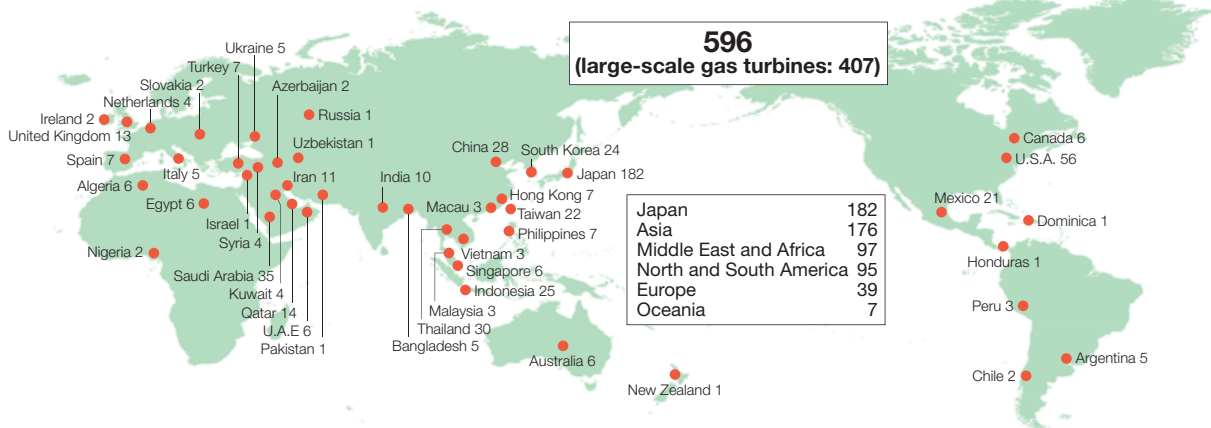 596
(large-scale gas turbines: 407)
Ukraine 5
Turkey 7
Azerbaijan 2
Slovakia 2
Netherlands 4
Ireland 2
Russia 1
United Kingdom 13
Uzbekistan 1
Spain 7
Italy 5
Iran 11
Algeria 6
Egypt 6
Israel 1
Syria 4
Nigeria 2
Saudi Arabia 35
Kuwait 4
Qatar 14
U.A.E 6
Pakistan 1
China 28
South Korea 24
Japan 182
India 10
Hong Kong 7
Macau 3
Taiwan 22
Philippines 7
Vietnam 3
Singapore 6
Indonesia 25
Malaysia 3
Thailand 30
Bangladesh 5
Australia 6
New Zealand 1
Japan 182
Asia 176
Middle East and Africa 97
North and South America 95
Europe 39
Oceania 7
Canada 6
U.S.A. 56
Mexico 21
Dominica 1
Honduras 1
Peru 3
Argentina 5
Chile 2